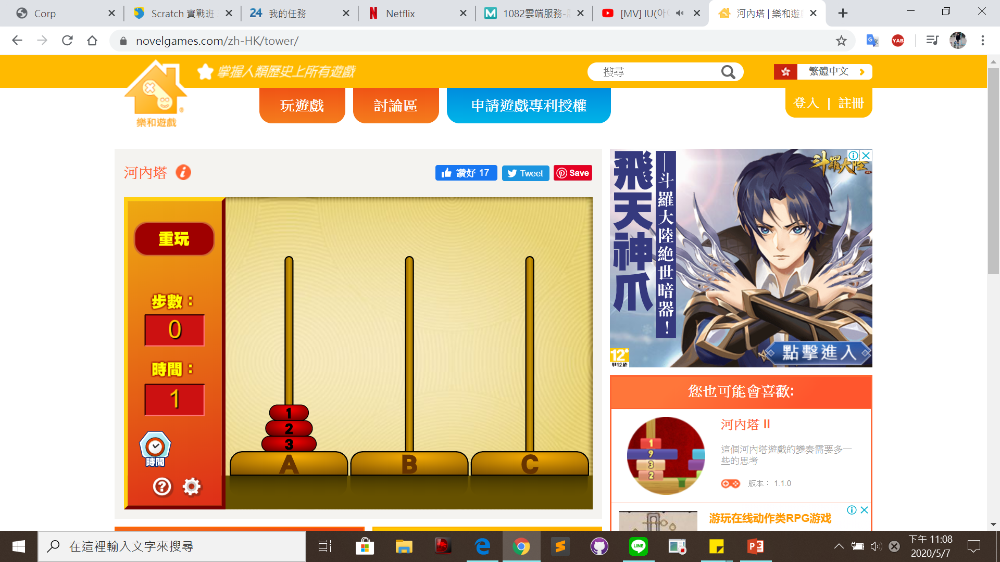 Corp
Scratch 實戰班
24 我的任務
Netflix
1082雲端服務-
[MV] IU(아
河內塔 | 樂和遊
novelgames.com/zh-HK/tower/
YAB
掌握人類歷史上所有遊戲
搜尋
繁體中文
樂和遊戲
玩遊戲
討論區
申請遊戲專利授權
登入 | 註冊
河內塔
讚好 17
Tweet
Save
重玩
步數：
0
時間：
1
時間
1
2
3
A
B
C
飛天神爪
斗羅大陸絕世暗器！
斗羅大陸
12+
點擊進入
您也可能會喜歡:
1
9
3
2
河內塔 II
這個河內塔遊戲的變奏需要多一
些的思考
版本： 1.1.0
游玩在线动作类RPG游戏
在這裡輸入文字來搜尋
LINE
下午 11:08
2020/5/7